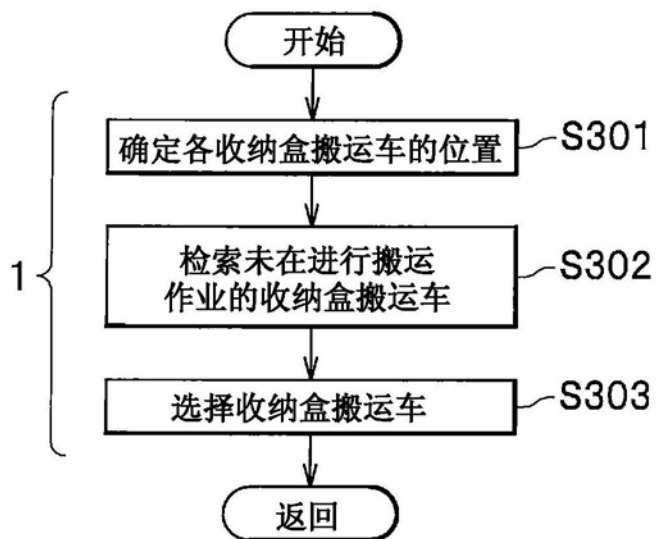 开始
确定各收纳盒搬运车的位置
S301
1
检索未在进行搬运
作业的收纳盒搬运车
S302
选择收纳盒搬运车
S303
返回